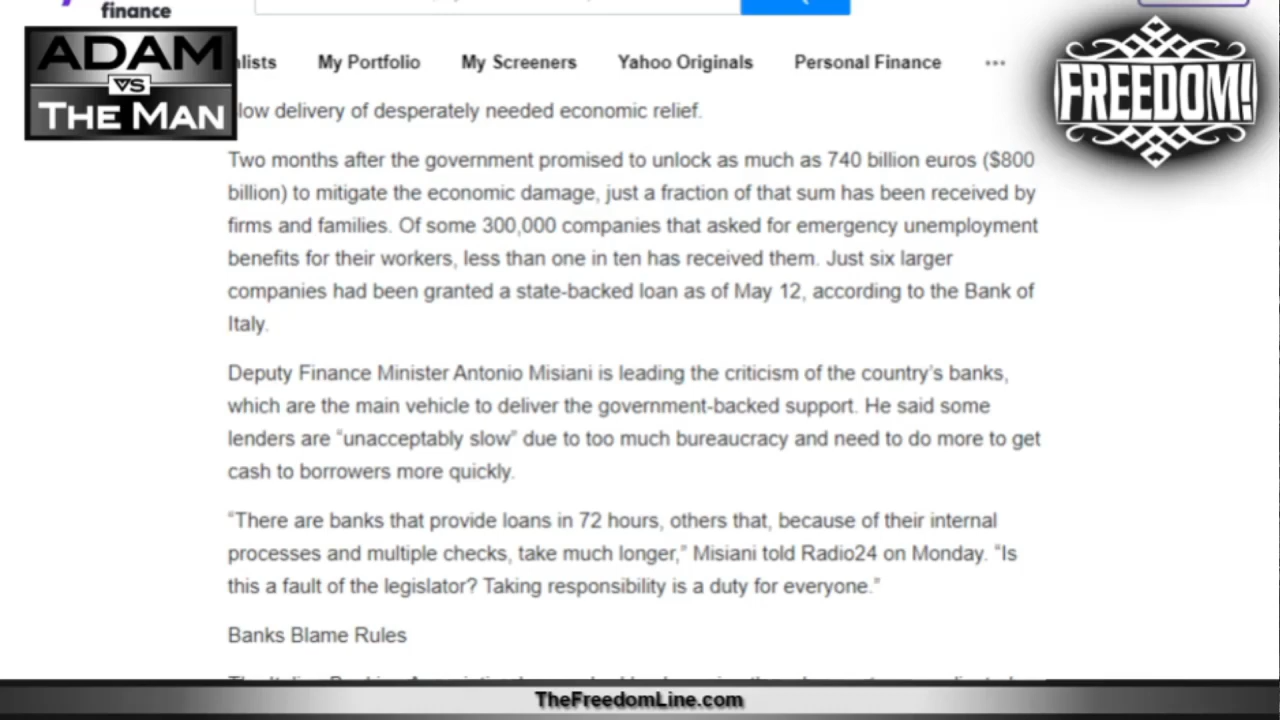 finance
ADAM
VS
THE MAN
FREEDOM!
My Portfolio
My Screeners
Yahoo Originals
Personal Finance
...
delivery of desperately needed economic relief.
Two months after the government promised to unlock as much as 740 billion euros ($800
billion) to mitigate the economic damage, just a fraction of that sum has been received by
firms and families. Of some 300,000 companies that asked for emergency unemployment
benefits for their workers, less than one in ten has received them. Just six larger
companies had been granted a state-backed loan as of May 12, according to the Bank of
Italy.
Deputy Finance Minister Antonio Misiani is leading the criticism of the country’s banks,
which are the main vehicle to deliver the government-backed support. He said some
lenders are “unacceptably slow” due to too much bureaucracy and need to do more to get
cash to borrowers more quickly.
“There are banks that provide loans in 72 hours, others that, because of their internal
processes and multiple checks, take much longer,” Misiani told Radio24 on Monday. “Is
this a fault of the legislator? Taking responsibility is a duty for everyone.”
Banks Blame Rules
TheFreedomLine.com